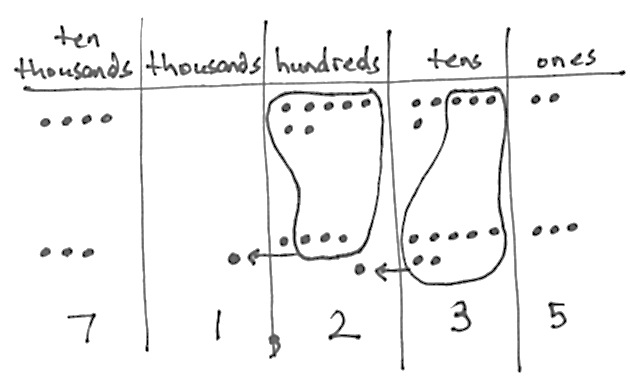 ten
thousands thousands hundreds tens ones
7 1 2 3 5